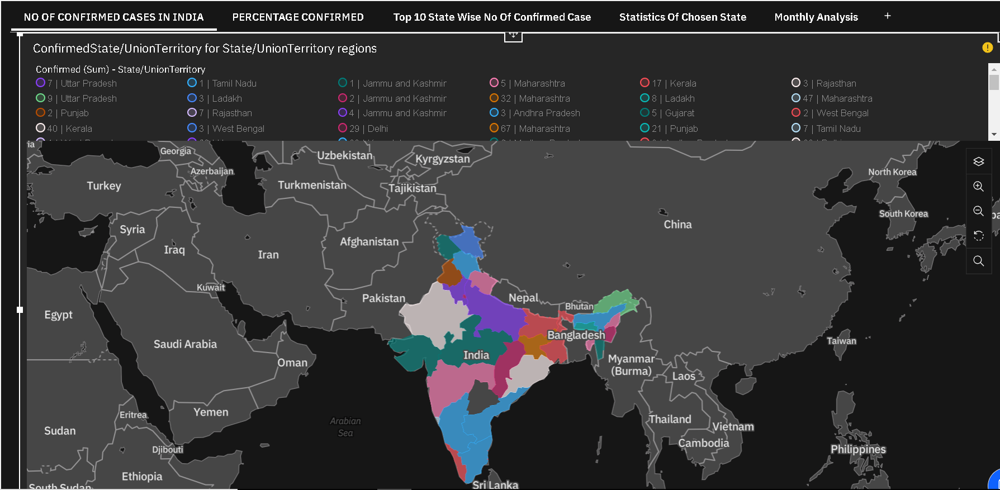 NO OF CONFIRMED CASES IN INDIA PERCENTAGE CONFIRMED Top 10 State Wise No Of Confirmed Case Statistics Of Chosen State Monthly Analysis +
ConfirmedState/UnionTerritory for State/UnionTerritory regions
Confirmed (Sum) - State/UnionTerritory
7 | Uttar Pradesh 1 | Tamil Nadu 1 | Jammu and Kashmir 5 | Maharashtra 17 | Kerala 3 | Rajasthan
9 | Uttar Pradesh 3 | Ladakh 2 | Jammu and Kashmir 32 | Maharashtra 8 | Ladakh 47 | Maharashtra
2 | Punjab 7 | Rajasthan 4 | Jammu and Kashmir 3 | Andhra Pradesh 5 | Gujarat 2 | West Bengal
40 | Kerala 3 | West Bengal 29 | Delhi 67 | Maharashtra 21 | Punjab 7 | Tamil Nadu
ria
Georgia
Uzbekistan
Kyrgyzstan
Azerbaijan
North Korea
Turkey
Turkmenistan
Tajikistan
South Korea
China
Syria
Afghanistan
Iraq
Iran
Kuwait
Pakistan
Nepal
Bhutan
Egypt
Bangladesh
Taiwan
Saudi Arabia
India
Oman
Myanmar
(Burma)
Laos
Eritrea
Yemen
Arabian
Sea
Thailand
Vietnam
Sudan
Cambodia
Djibouti
Philippines
Ethiopia
Sri Lanka
South Sudan